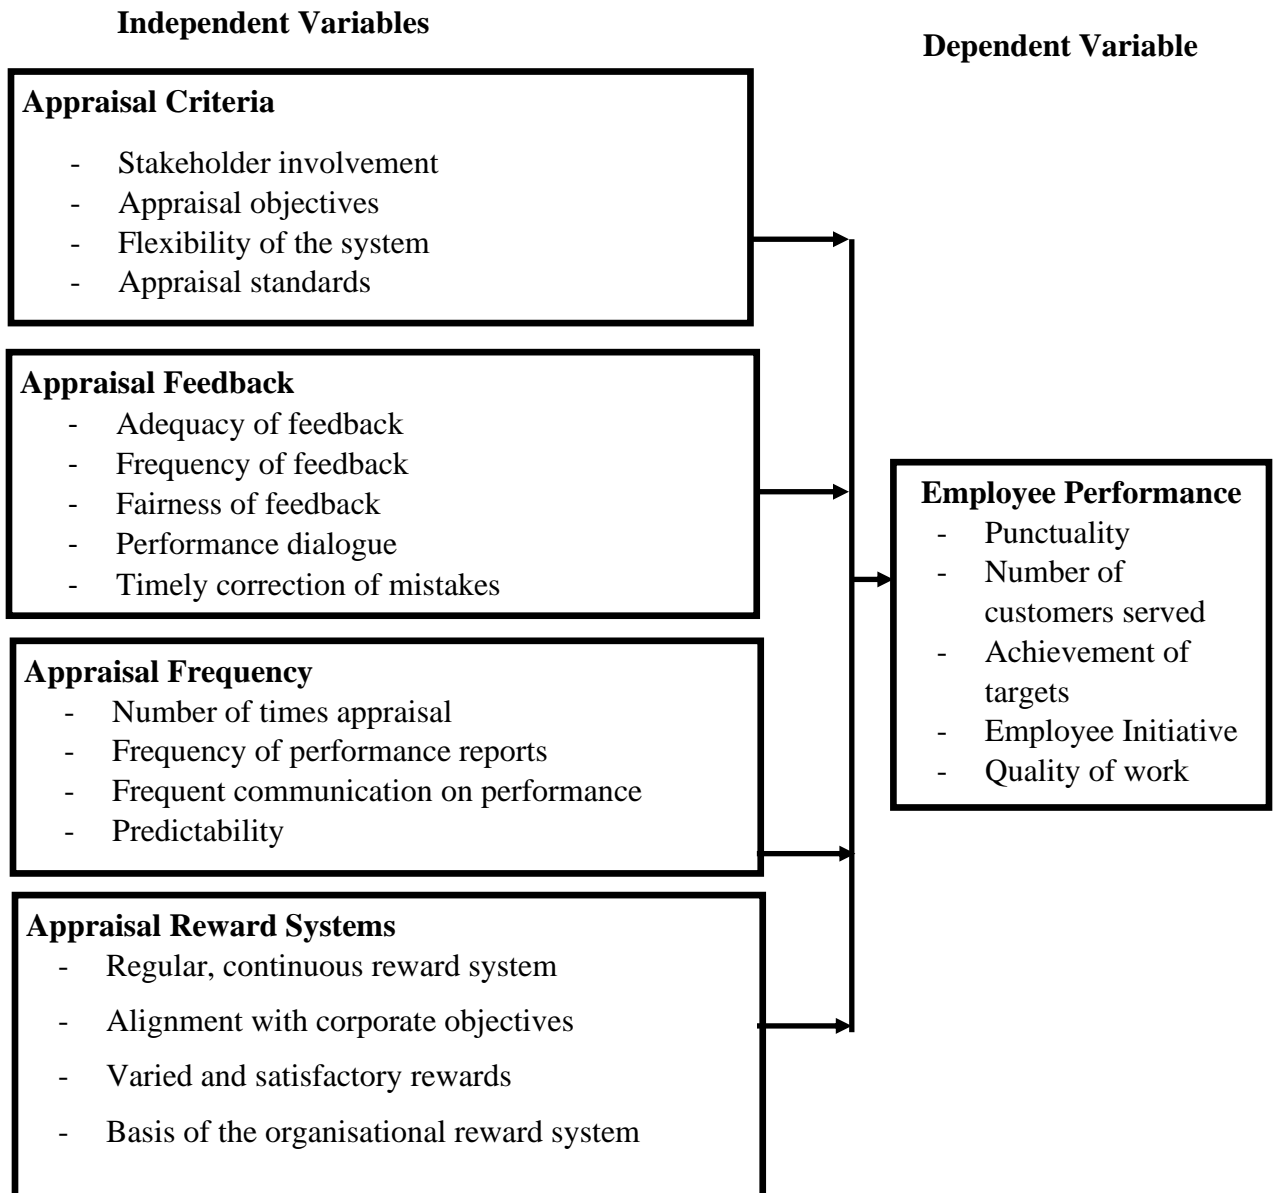 Independent Variables
Dependent Variable
Appraisal Criteria
- Stakeholder involvement
- Appraisal objectives
- Flexibility of the system
- Appraisal standards
Appraisal Feedback
- Adequacy of feedback
- Frequency of feedback
- Fairness of feedback
- Performance dialogue
- Timely correction of mistakes
Appraisal Frequency
- Number of times appraisal
- Frequency of performance reports
- Frequent communication on performance
- Predictability
Appraisal Reward Systems
- Regular, continuous reward system
- Alignment with corporate objectives
- Varied and satisfactory rewards
- Basis of the organisational reward system
Employee Performance
- Punctuality
- Number of
customers served
- Achievement of
targets
- Employee Initiative
- Quality of work